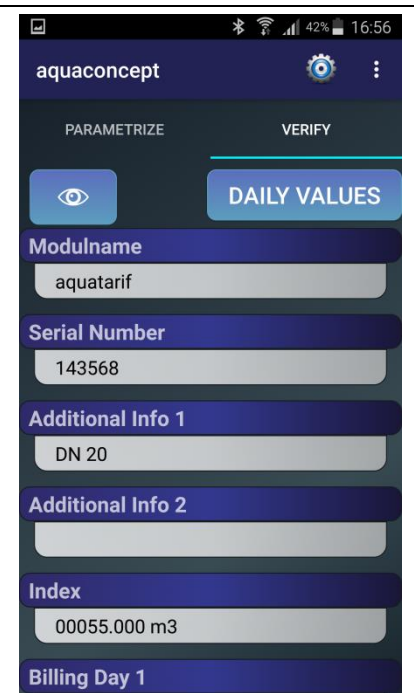 42% 16:56
aquaconcept
PARAMETRIZE VERIFY
DAILY VALUES
Modulname
aquatarif
Serial Number
143568
Additional Info 1
DN 20
Additional Info 2
Index
00055.000 m3
Billing Day 1